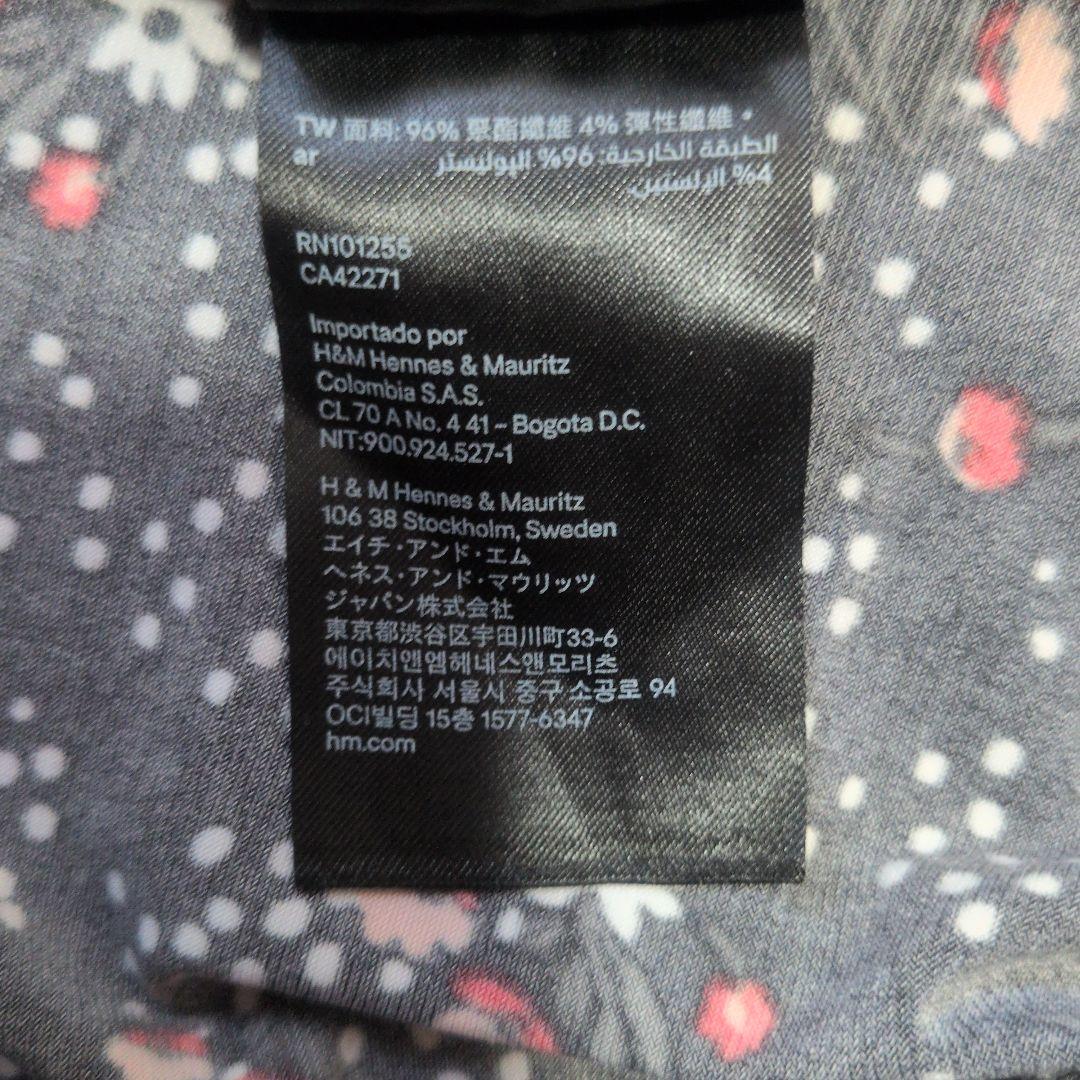 TW 面料: 96% 聚酯纖維 4% 彈性纖維 •
ar الطبقة الخارجية: 96% البوليستر
4% الإلستين.
RN101255
CA42271
Importado por
H&M Hennes & Mauritz
Colombia S.A.S.
CL 70 A No. 4 41 – Bogota D.C.
NIT:900.924.527-1
H & M Hennes & Mauritz
106 38 Stockholm, Sweden
エイチ・アンド・エム
ヘネス・アンド・マウリッツ
ジャパン株式会社
東京都渋谷区宇田川町33-6
에이치앤엠헤네스앤모리츠
주식회사 서울시 중구 소공로 94
OCI빌딩 15층 1577-6347
hm.com